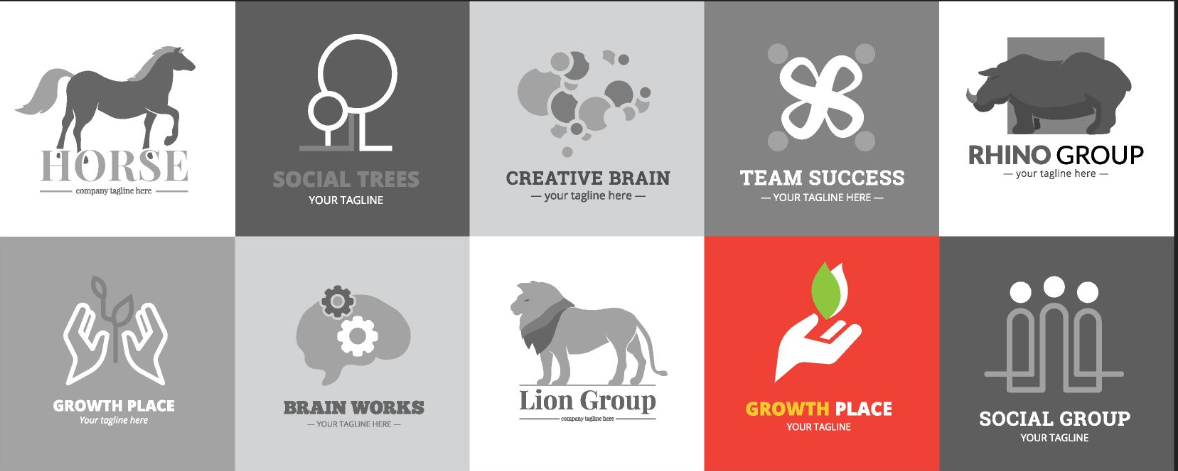 HORSE
company tagline here
SOCIAL TREES
YOUR TAGLINE
CREATIVE BRAIN
— your tagline here —
TEAM SUCCESS
— YOUR TAGLINE HERE —
RHINO GROUP
— your tagline here —
GROWTH PLACE
Your tagline here
BRAIN WORKS
— YOUR TAGLINE HERE —
Lion Group
company tagline here
GROWTH PLACE
YOUR TAGLINE
SOCIAL GROUP
YOUR TAGLINE